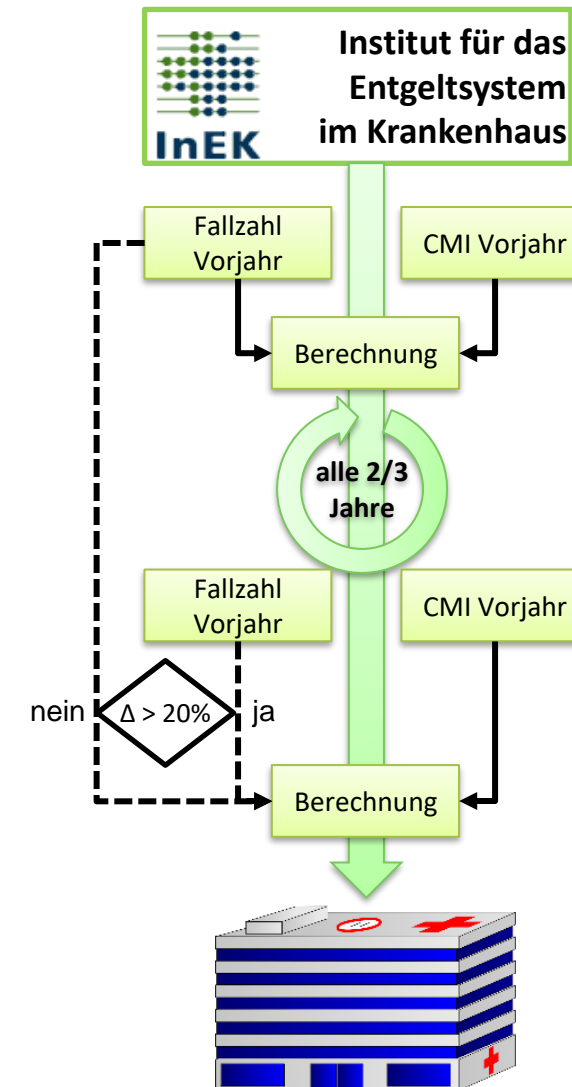 InEK
Institut für das
Entgeltsystem
im Krankenhaus
Fallzahl
Vorjahr
CMI Vorjahr
Berechnung
alle 2/3
Jahre
Fallzahl
Vorjahr
CMI Vorjahr
nein
Δ > 20%
ja
Berechnung